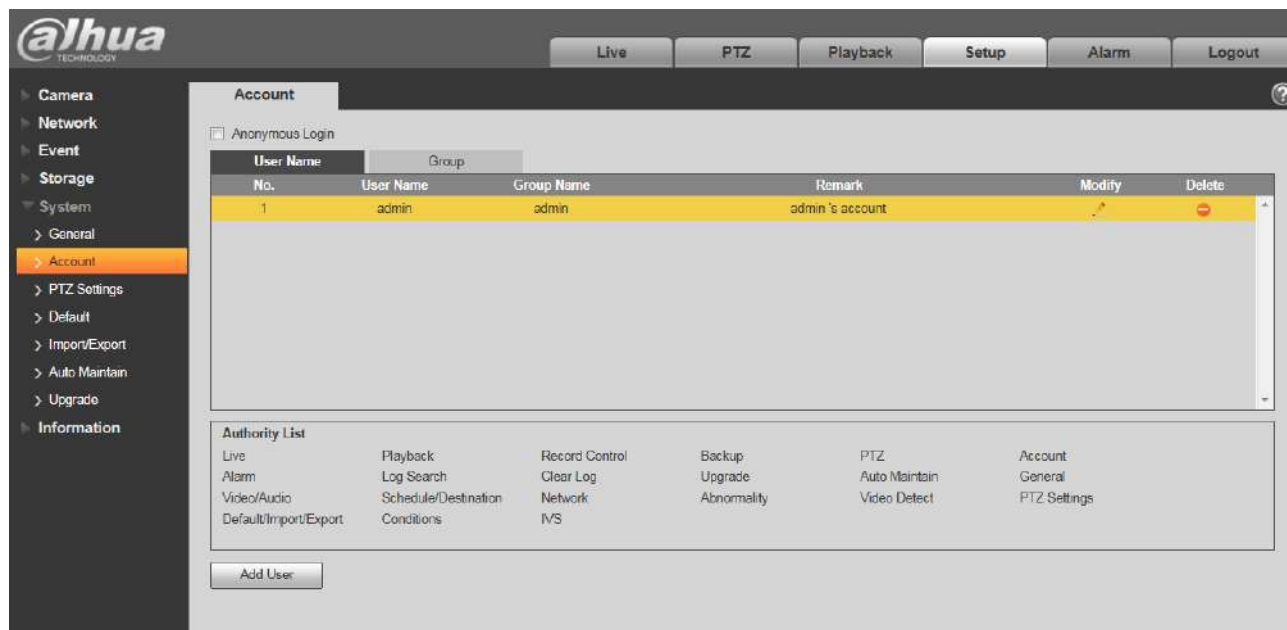 alhua
TECHNOLOGY
Live PTZ Playback Setup Alarm Logout
Camera
Network
Event
Storage
System
General
Account
PTZ Settings
Default
Import/Export
Auto Maintain
Upgrade
Information
Account
?
Anonymous Login
User Name Group
No. User Name Group Name Remark Modify Delete
1 admin admin admin 's account
Authority List
Live Playback Record Control Backup PTZ Account
Alarm Log Search Clear Log Upgrade Auto Maintain General
Video/Audio Schedule/Destination Network Abnormality Video Detect PTZ Settings
Default/Import/Export Conditions IVS
Add User